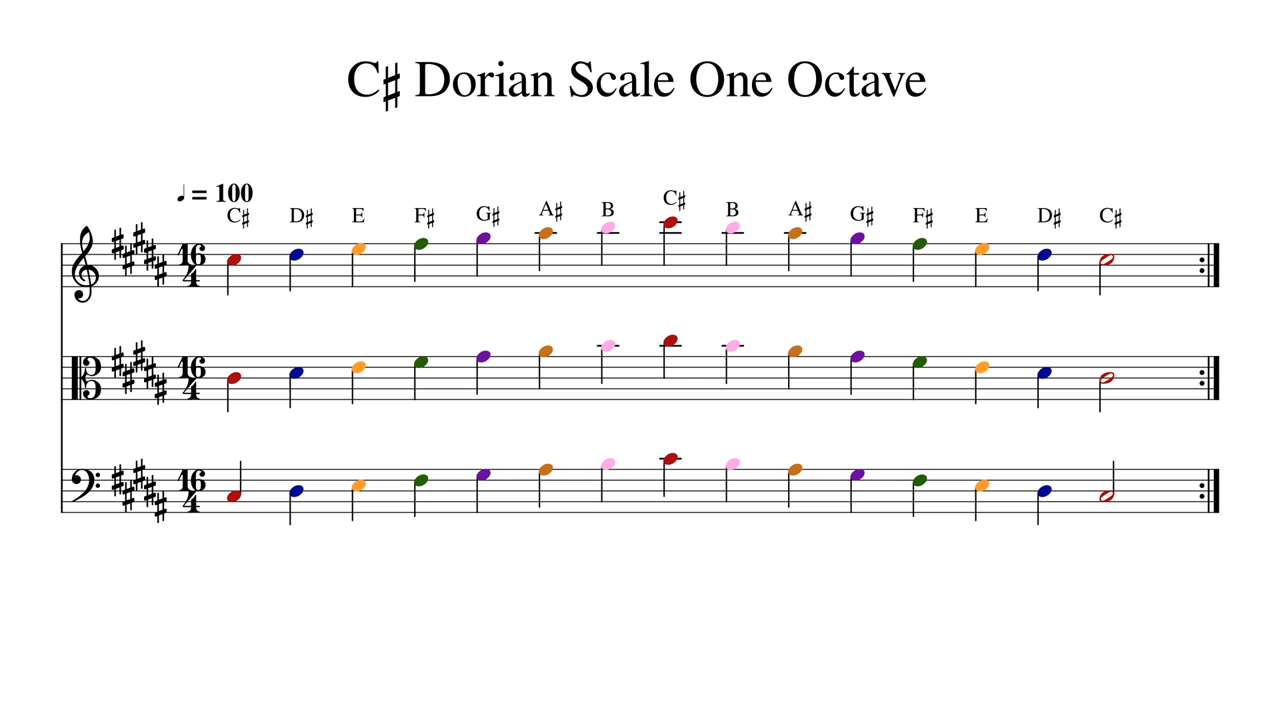 C♯ Dorian Scale One Octave
♩ = 100
C♯ D♯ E F♯ G♯ A♯ B C♯ B A♯ G♯ F♯ E D♯ C♯
16
4
16
4
16
4